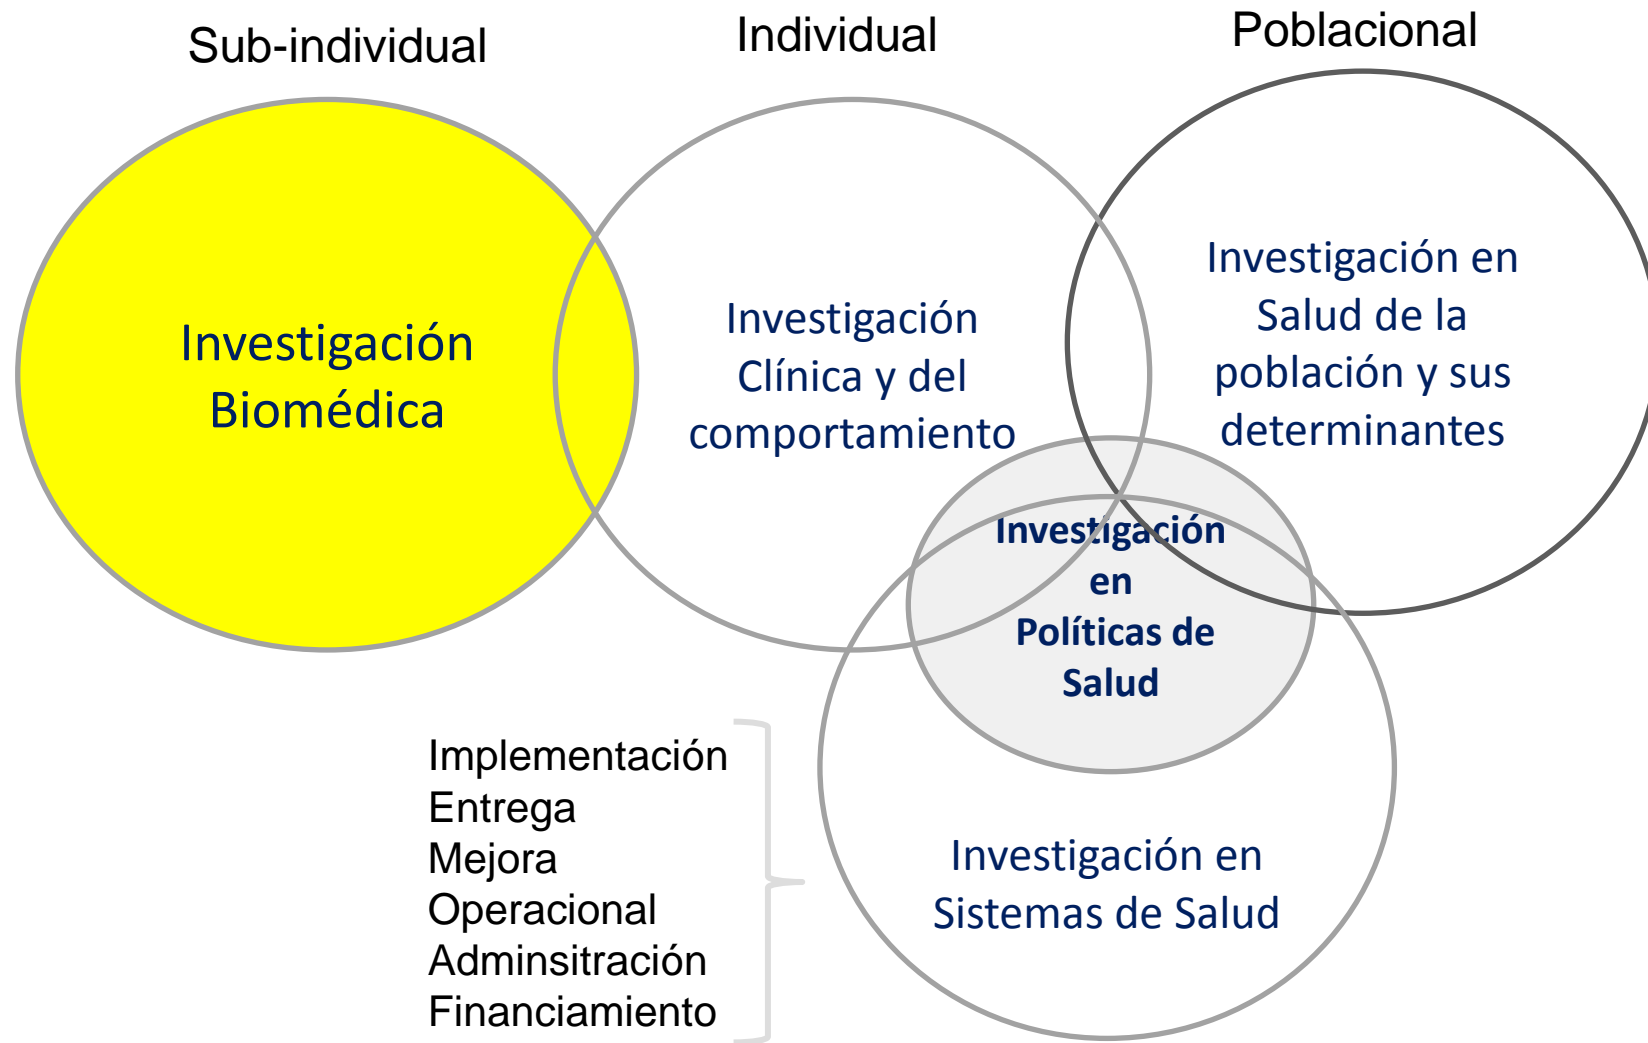 Sub-individual
Individual
Poblacional
Investigación
Biomédica
Investigación
Clínica y del
comportamiento
Investigación en
Salud de la
población y sus
determinantes
Investigación
en
Políticas de
Salud
Implementación
Entrega
Mejora
Operacional
Adminsitración
Financiamiento
Investigación en
Sistemas de Salud